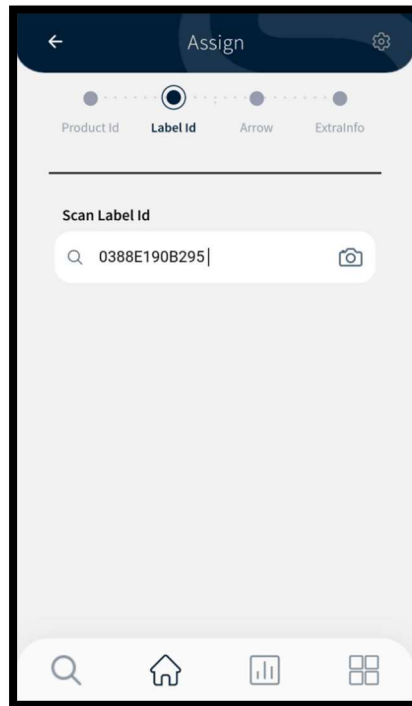 Assign
Product Id Label Id Arrow ExtraInfo
Scan Label Id
0388E190B295